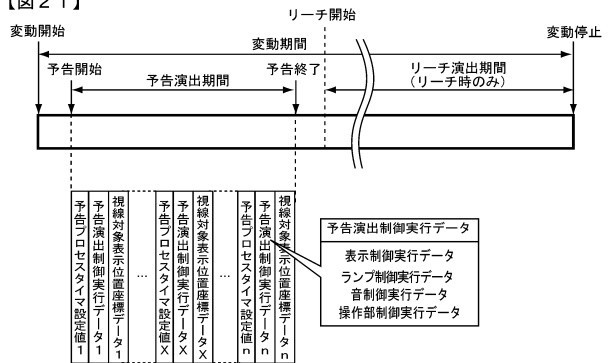 【図21】
リーチ開始
変動開始
変動停止
変動期間
予告開始
予告終了
予告演出期間
リーチ演出期間
(リーチ時のみ)
予告プロセスタイマ設定値1
予告演出制御実行データ1
視線対象表示位置座標データ1
…
予告プロセスタイマ設定値X
予告演出制御実行データX
視線対象表示位置座標データX
…
予告プロセスタイマ設定値n
予告演出制御実行データn
視線対象表示位置座標データn
予告演出制御実行データ
表示制御実行データ
ランプ制御実行データ
音制御実行データ
操作部制御実行データ